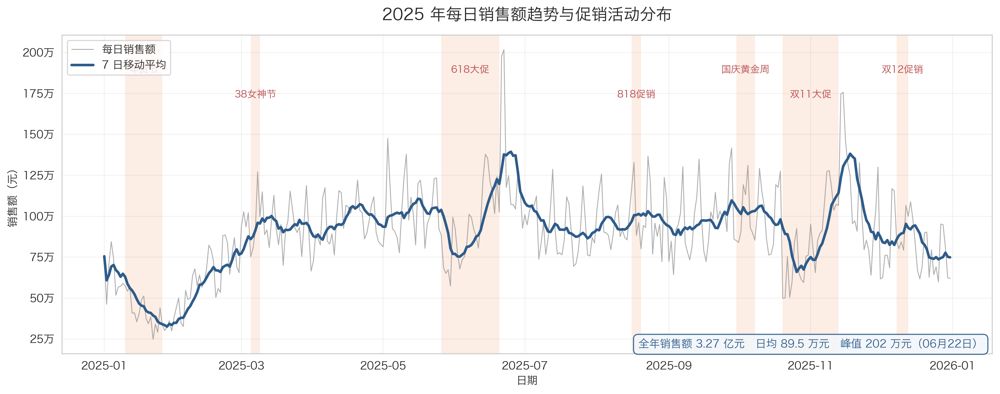 2025 年每日销售额趋势与促销活动分布
每日销售额
7 日移动平均
年货节
618大促
国庆黄金周
双12促销
38女神节
818促销
双11大促
销售额（元）
200万
175万
150万
125万
100万
75万
50万
25万
全年销售额 3.27 亿元 日均 89.5 万元 峰值 202 万元（06月22日）
2025-01
2025-03
2025-05
2025-07
2025-09
2025-11
2026-01
日期